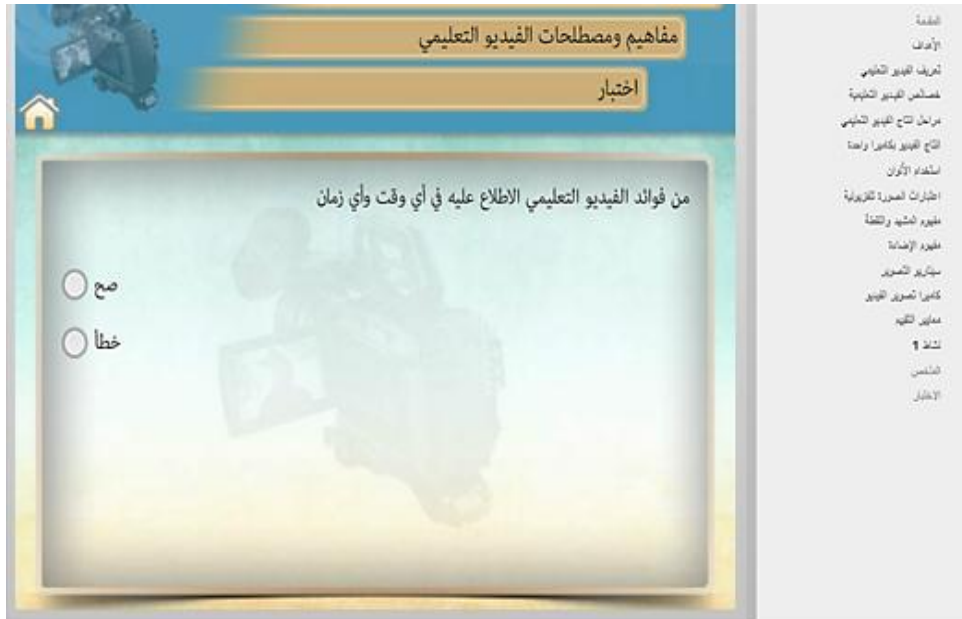 مفاهيم ومصطلحات الفيديو التعليمي
اختبار
من فوائد الفيديو التعليمي الاطلاع عليه في أي وقت وأي زمان
صح
خطأ
المقدمة
الأهداف
تعريف الفيديو التعليمي
خصائص الفيديو التعليمية
مراحل انتاج الفيديو التعليمي
انتاج الفيديو بكاميرا واحدة
استخدام الألوان
اعتبارات الصورة التلفزيونية
مفهوم المشهد واللقطة
مفهوم الإضاءة
سيناريو التصوير
كاميرا تصوير الفيديو
معايير التقييم
نشاط 1
الملخص
الاختبار